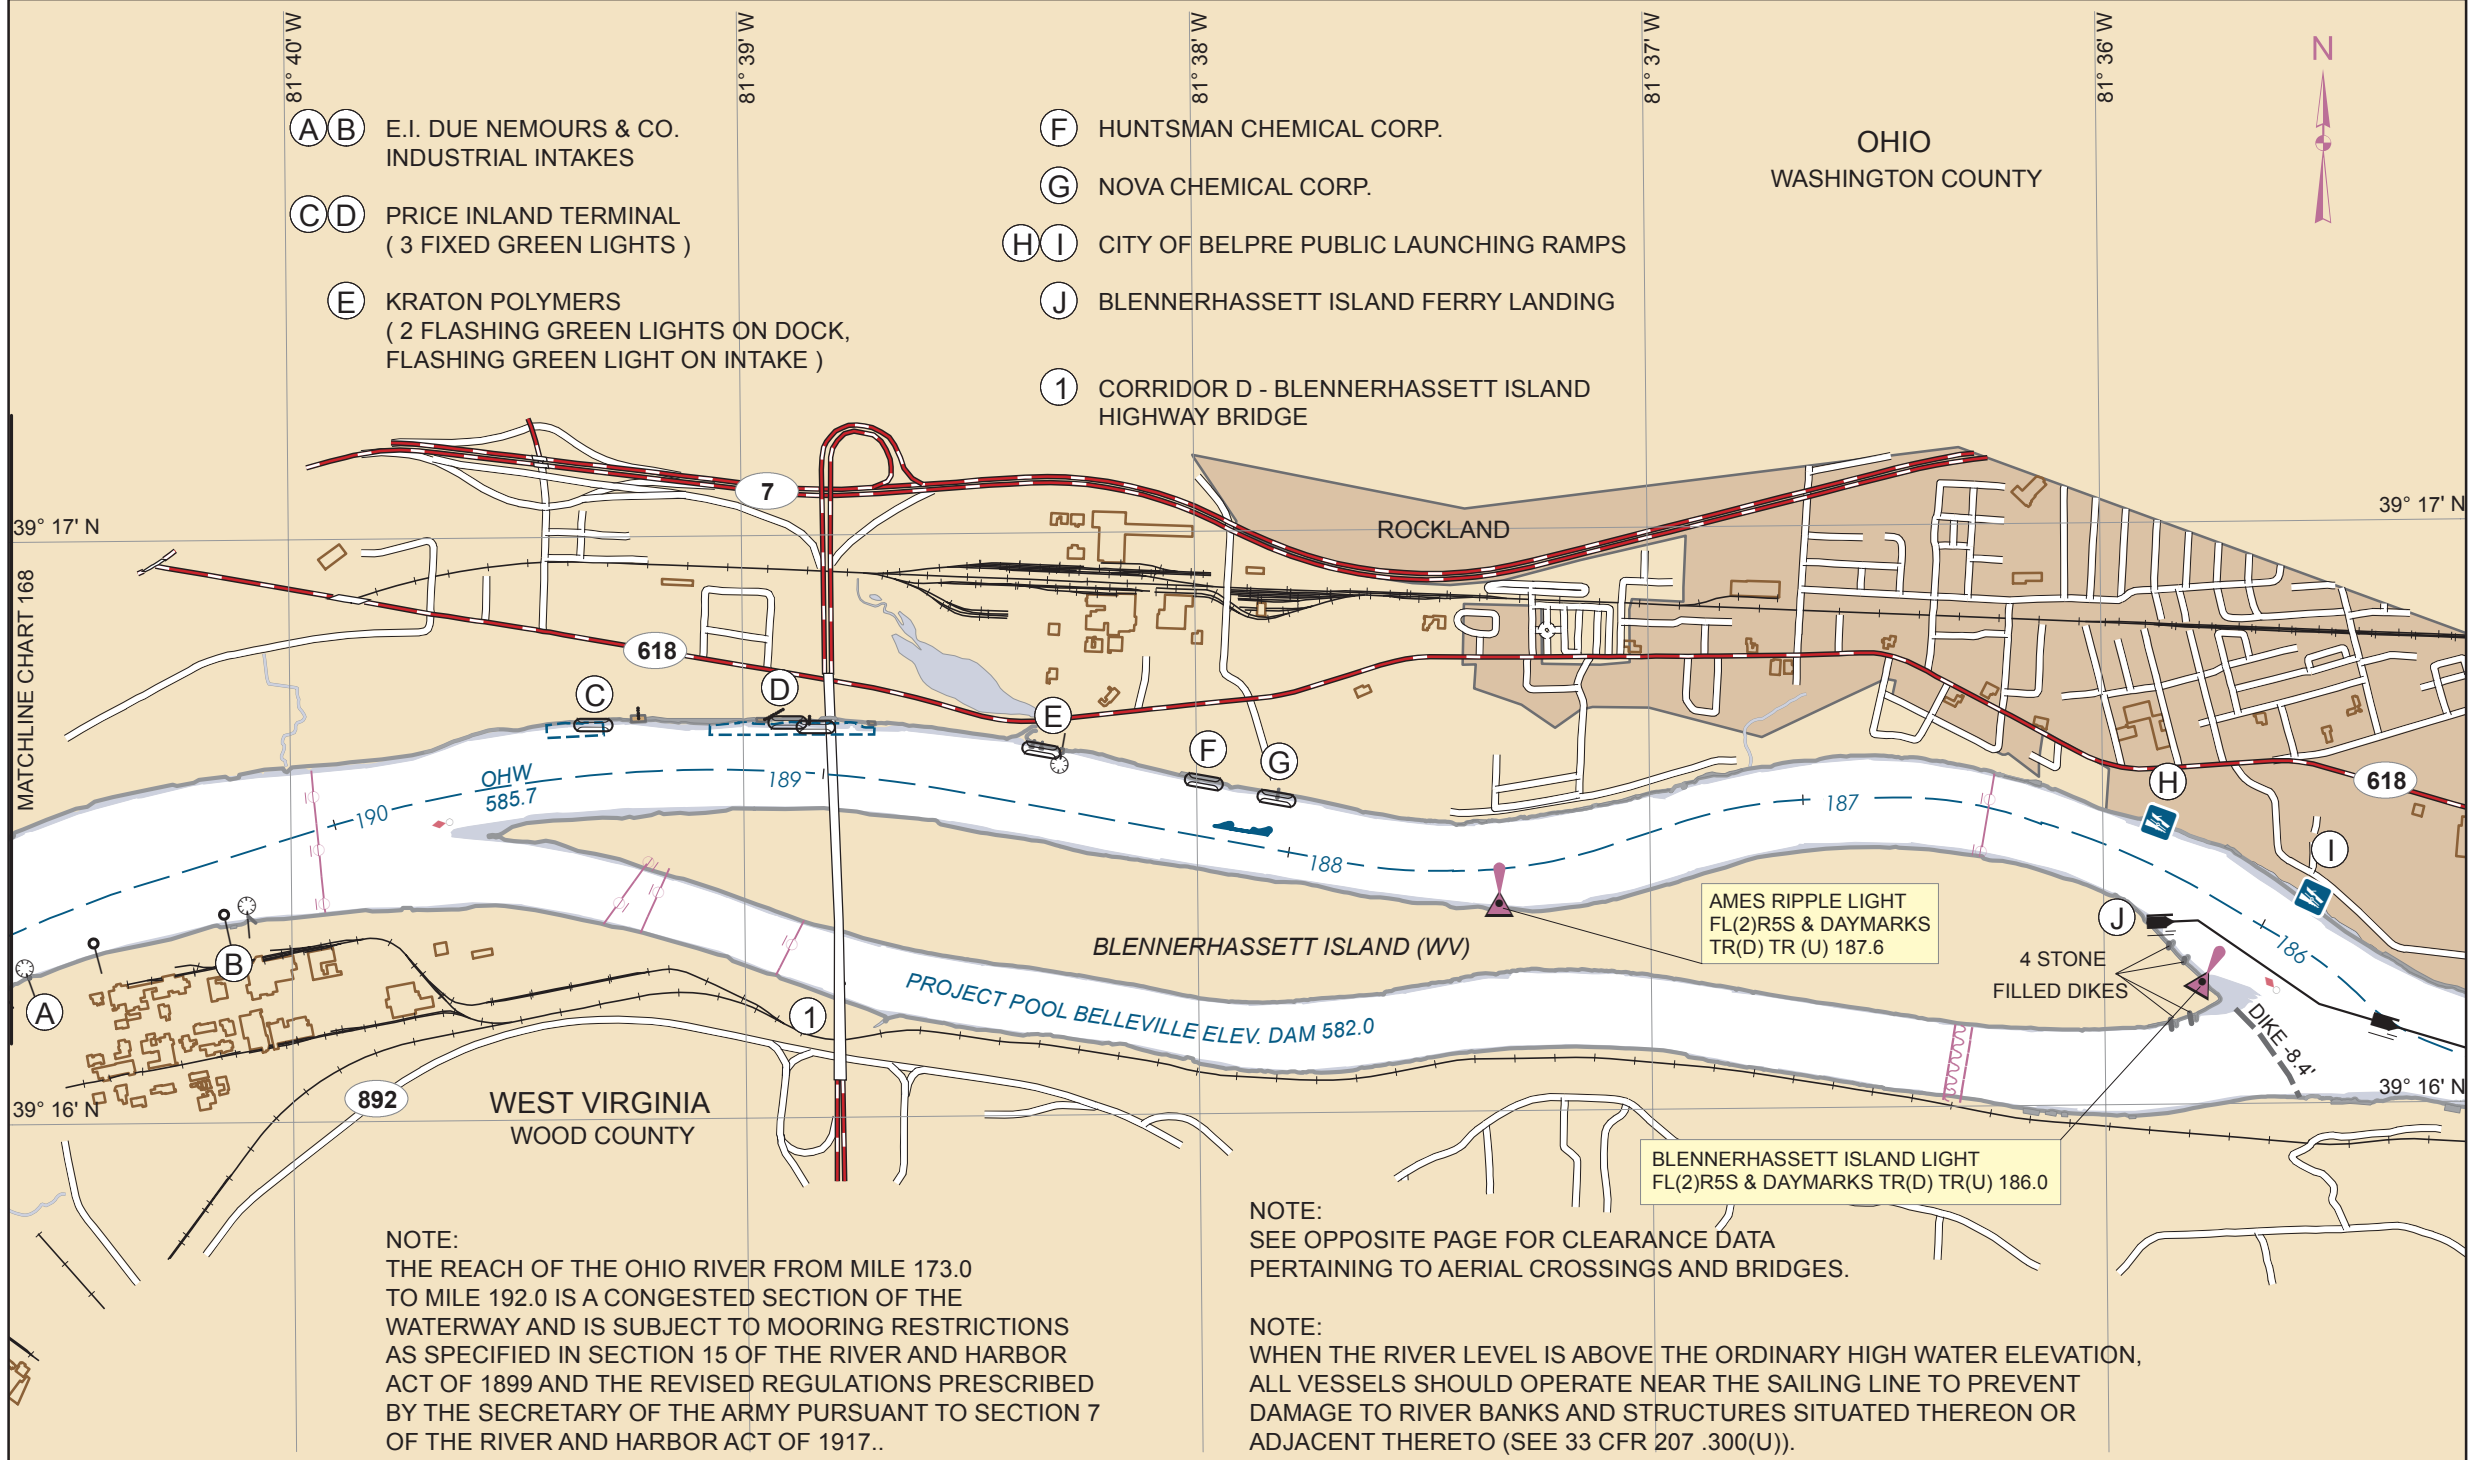 81° 40' W
81° 39' W
81° 38' W
81° 37' W
81° 36' W
N
A B E.I. DUE NEMOURS & CO.
INDUSTRIAL INTAKES
C D PRICE INLAND TERMINAL
( 3 FIXED GREEN LIGHTS )
E KRATON POLYMERS
( 2 FLASHING GREEN LIGHTS ON DOCK,
FLASHING GREEN LIGHT ON INTAKE )
F HUNTSMAN CHEMICAL CORP.
G NOVA CHEMICAL CORP.
H I CITY OF BELPRE PUBLIC LAUNCHING RAMPS
J BLENNERHASSETT ISLAND FERRY LANDING
1 CORRIDOR D - BLENNERHASSETT ISLAND
HIGHWAY BRIDGE
OHIO
WASHINGTON COUNTY
7
39° 17' N
ROCKLAND
39° 17' N
MATCHLINE CHART 168
618
C
D
E
F
G
H
618
I
OHW
585.7
190
189
188
187
186
AMES RIPPLE LIGHT
FL(2)R5S & DAYMARKS
TR(D) TR (U) 187.6
J
BLENNERHASSETT ISLAND (WV)
4 STONE
FILLED DIKES
B
A
1
PROJECT POOL BELLEVILLE ELEV. DAM 582.0
DIKE -8.4'
39° 16' N
892
39° 16' N
WEST VIRGINIA
WOOD COUNTY
BLENNERHASSETT ISLAND LIGHT
FL(2)R5S & DAYMARKS TR(D) TR(U) 186.0
NOTE:
THE REACH OF THE OHIO RIVER FROM MILE 173.0
TO MILE 192.0 IS A CONGESTED SECTION OF THE
WATERWAY AND IS SUBJECT TO MOORING RESTRICTIONS
AS SPECIFIED IN SECTION 15 OF THE RIVER AND HARBOR
ACT OF 1899 AND THE REVISED REGULATIONS PRESCRIBED
BY THE SECRETARY OF THE ARMY PURSUANT TO SECTION 7
OF THE RIVER AND HARBOR ACT OF 1917..
NOTE:
SEE OPPOSITE PAGE FOR CLEARANCE DATA
PERTAINING TO AERIAL CROSSINGS AND BRIDGES.
NOTE:
WHEN THE RIVER LEVEL IS ABOVE THE ORDINARY HIGH WATER ELEVATION,
ALL VESSELS SHOULD OPERATE NEAR THE SAILING LINE TO PREVENT
DAMAGE TO RIVER BANKS AND STRUCTURES SITUATED THEREON OR
ADJACENT THERETO (SEE 33 CFR 207 .300(U)).